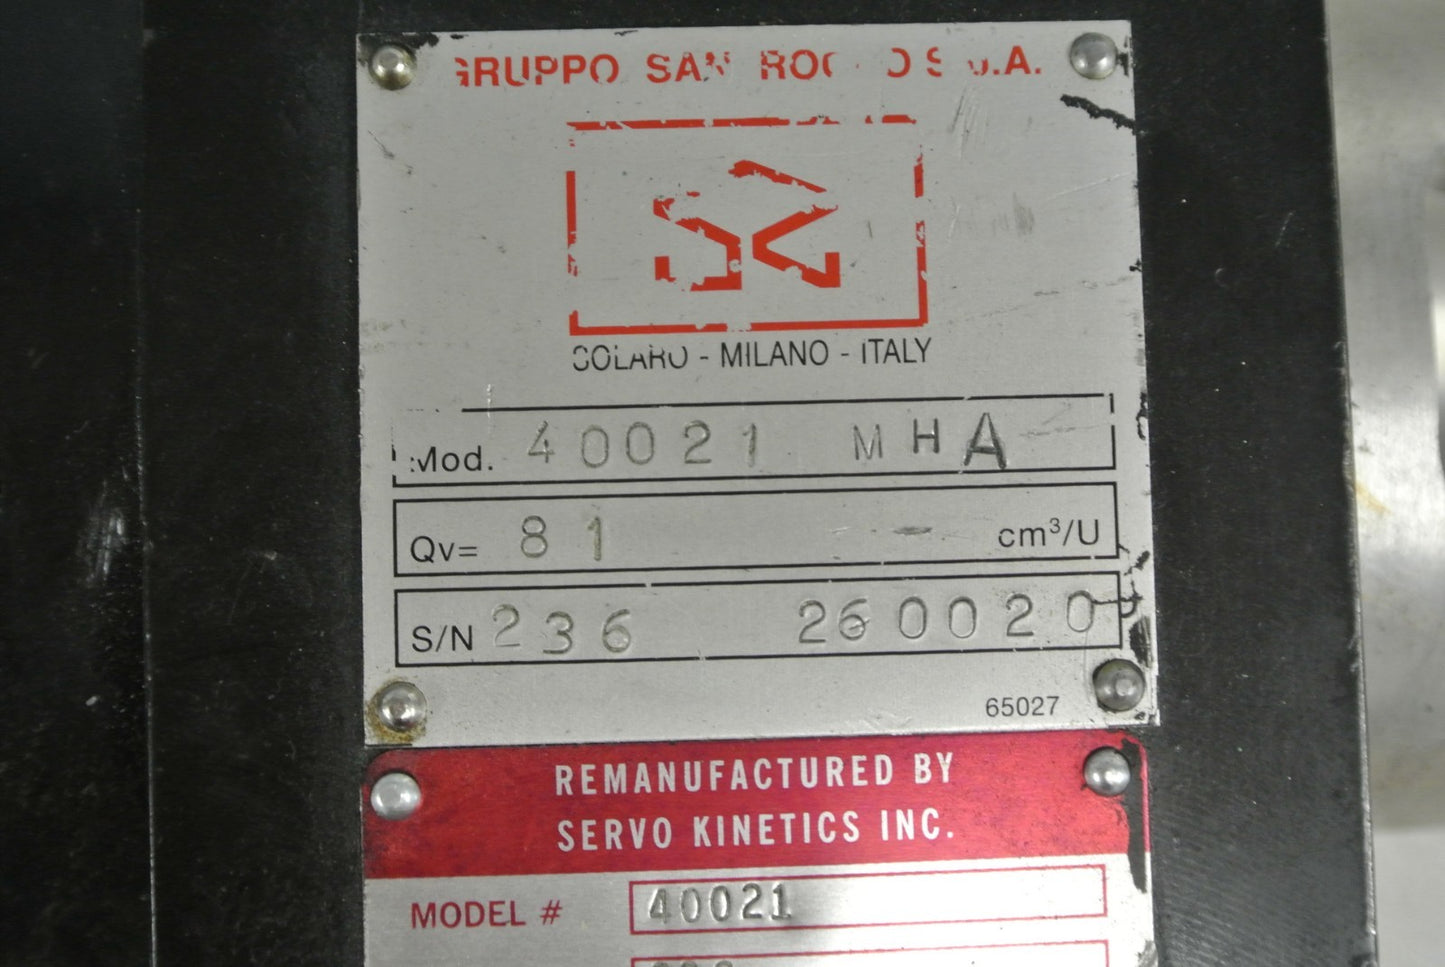 GRUPPO SAN ROCCO S.p.A.
SOLARO - MILANO - ITALY
Mod. 40021 MHA
Qv= 81 cm³/U
S/N 236 260020
65027
REMANUFACTURED BY
SERVO KINETICS INC.
MODEL # 40021